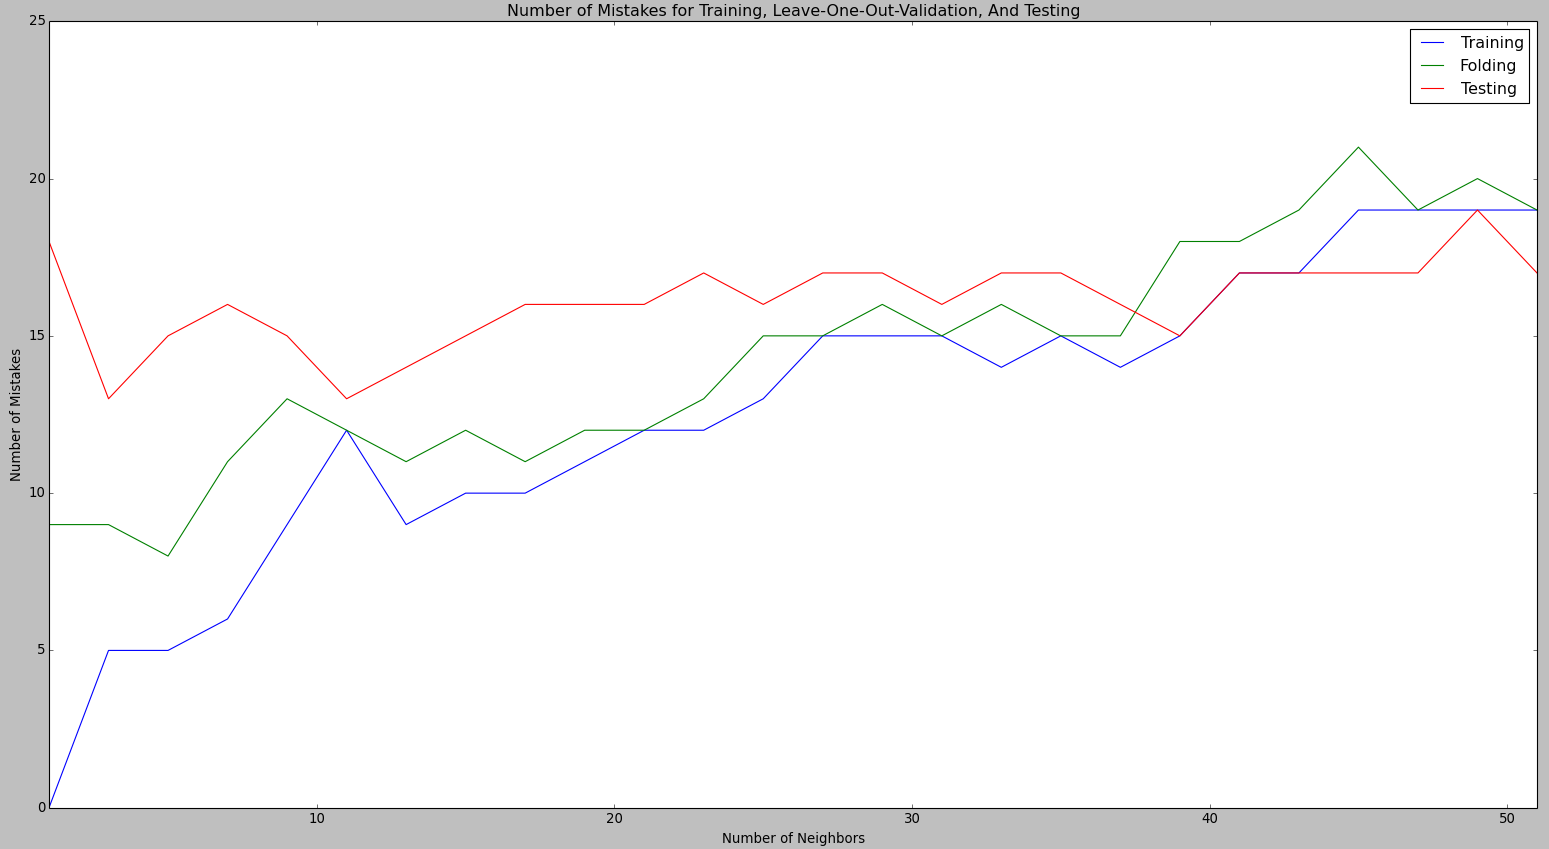 Number of Mistakes for Training, Leave-One-Out-Validation, And Testing
25
20
15
10
5
0
Number of Mistakes
Training
Folding
Testing
10
20
30
40
50
Number of Neighbors